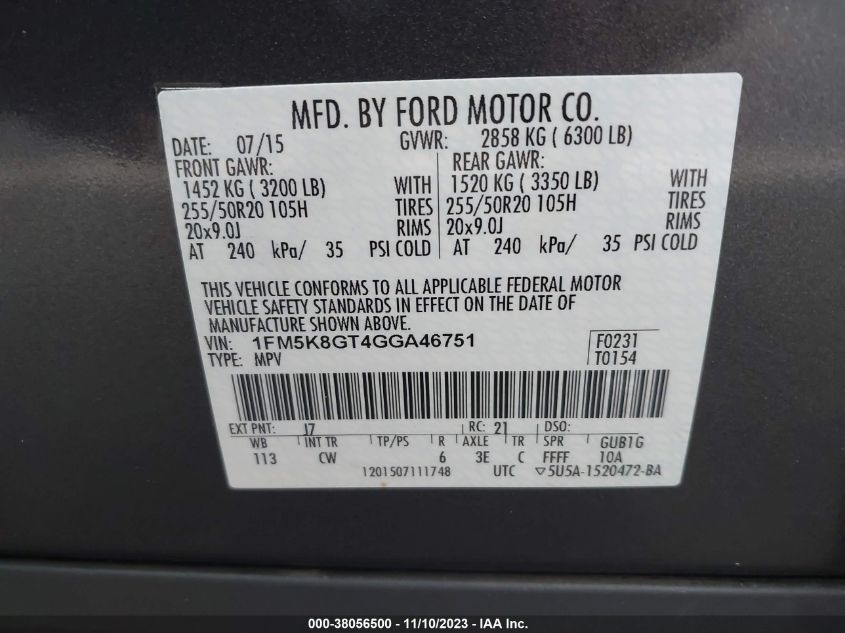 MFD. BY FORD MOTOR CO.
DATE: 07/15 GVWR: 2858 KG ( 6300 LB)
FRONT GAWR: REAR GAWR:
1452 KG ( 3200 LB) WITH 1520 KG ( 3350 LB) WITH
255/50R20 105H TIRES 255/50R20 105H TIRES
20x9.0J RIMS 20x9.0J RIMS
AT 240 kPa/ 35 PSI COLD AT 240 kPa/ 35 PSI COLD
THIS VEHICLE CONFORMS TO ALL APPLICABLE FEDERAL MOTOR
VEHICLE SAFETY STANDARDS IN EFFECT ON THE DATE OF
MANUFACTURE SHOWN ABOVE.
VIN: 1FM5K8GT4GGA46751 F0231
TYPE: MPV T0154
EXT PNT: J7 RC: 21 DSO:
WB INT TR TP/PS R AXLE TR SPR GUB1G
113 CW 6 3E C FFFF 10A
1201507111748 UTC ▽5U5A-1520472-BA
000-38056500 - 11/10/2023 - IAA Inc.